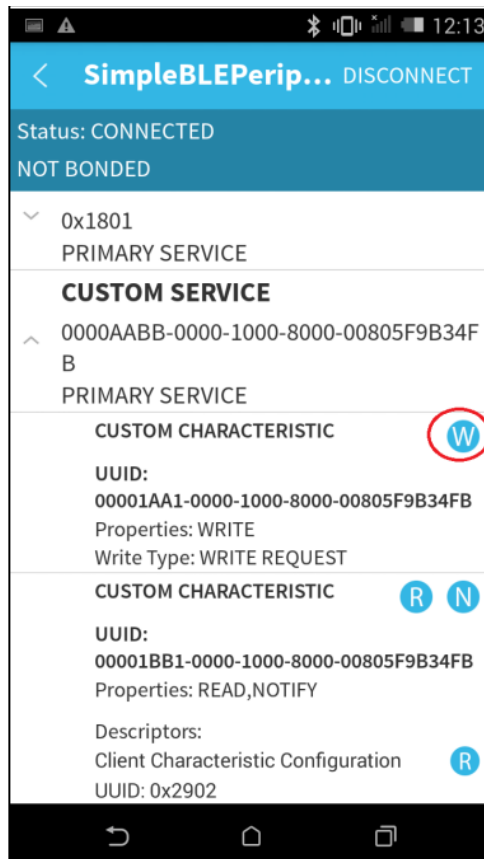 12:13
SimpleBLEPerip... DISCONNECT
Status: CONNECTED
NOT BONDED
0x1801
PRIMARY SERVICE
CUSTOM SERVICE
0000AABB-0000-1000-8000-00805F9B34F
B
PRIMARY SERVICE
CUSTOM CHARACTERISTIC W
UUID:
00001AA1-0000-1000-8000-00805F9B34FB
Properties: WRITE
Write Type: WRITE REQUEST
CUSTOM CHARACTERISTIC R N
UUID:
00001BB1-0000-1000-8000-00805F9B34FB
Properties: READ,NOTIFY
Descriptors:
Client Characteristic Configuration R
UUID: 0x2902